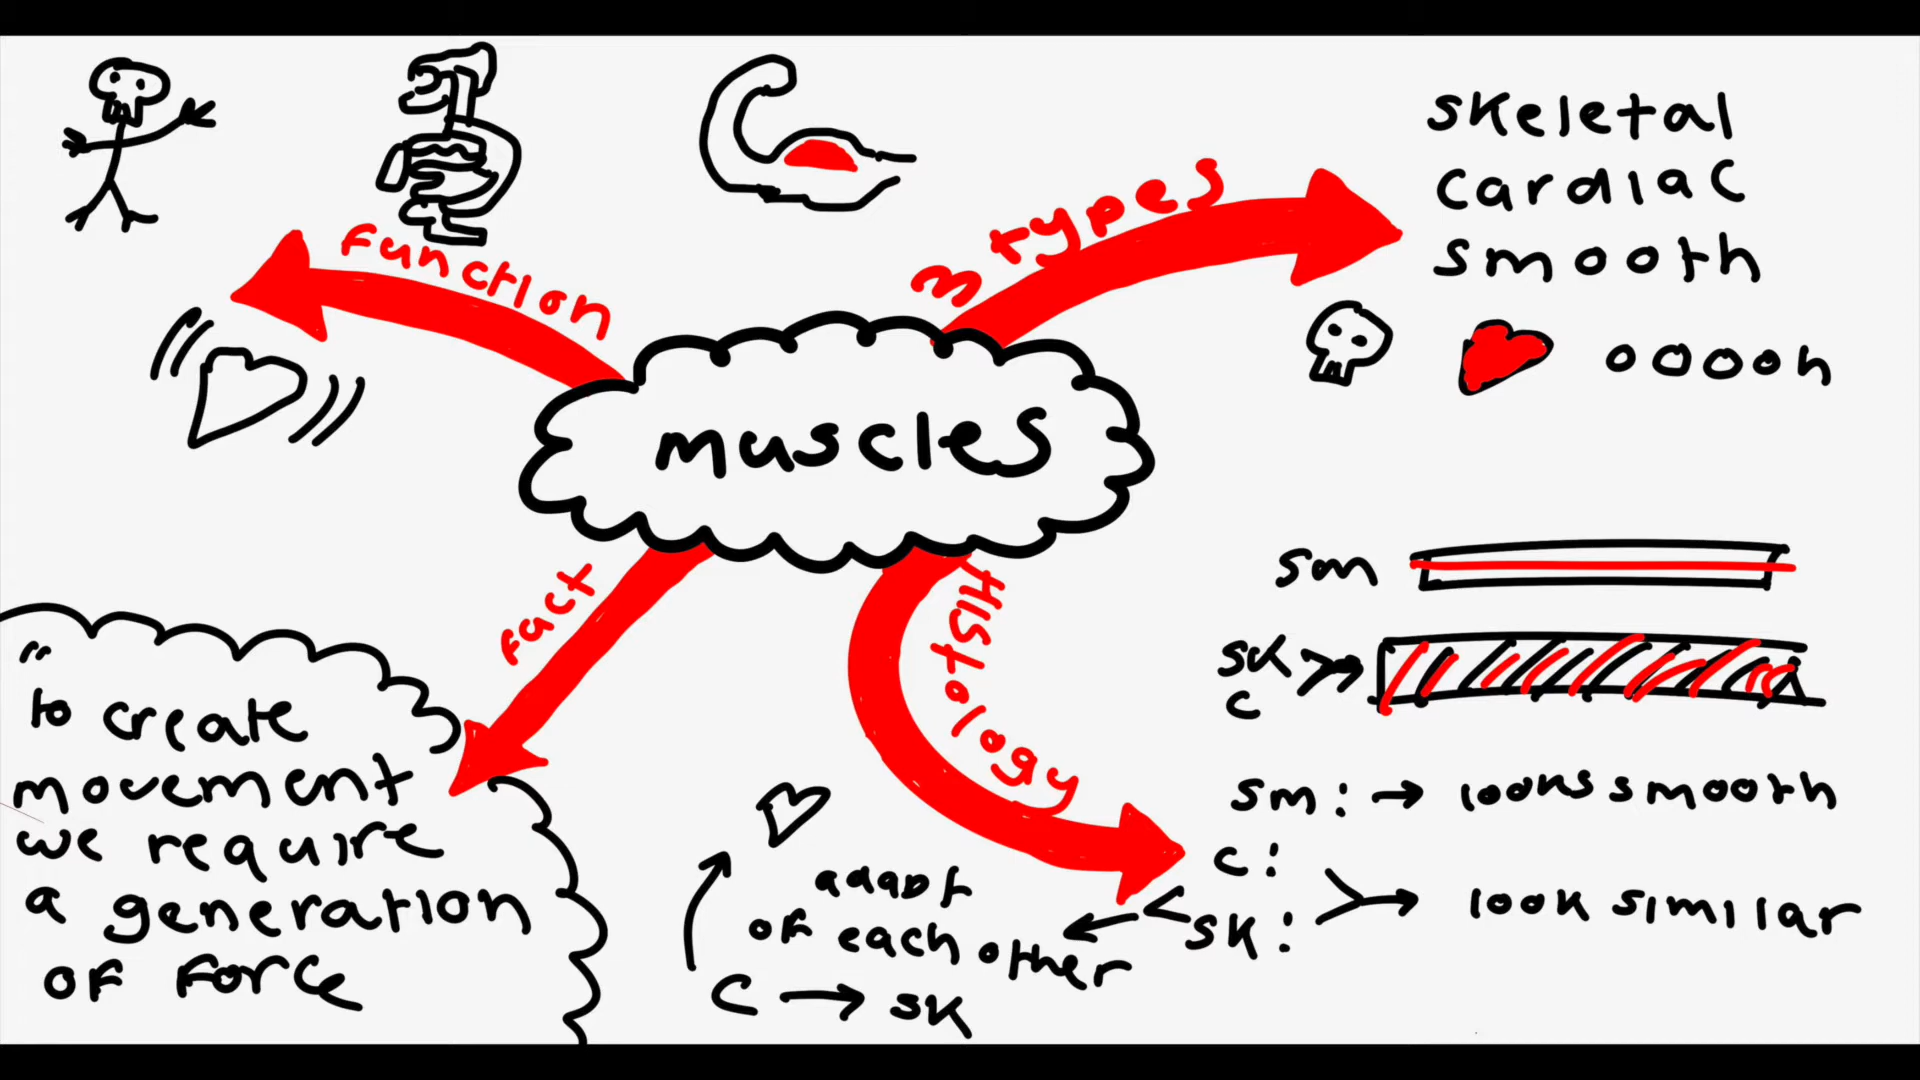 function
3 types
skeletal
cardiac
smooth
ooooh
muscles
fact
"
to create
movement
we require
a generation
of force
Histology
sm
sk
c
sm: → looks smooth
c:
sk:
look similar
adapt
of each other
c → sk